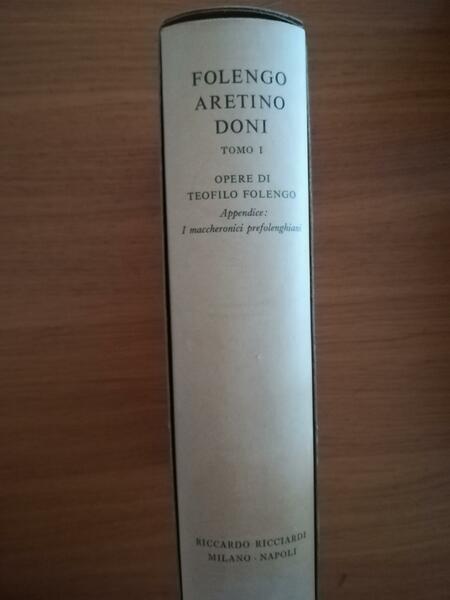 FOLENGO
ARETINO
DONI
TOMO I
OPERE DI
TEOFILO FOLENGO
Appendice:
I maccheronici prefolenghiani
RICCARDO RICCIARDI
MILANO · NAPOLI